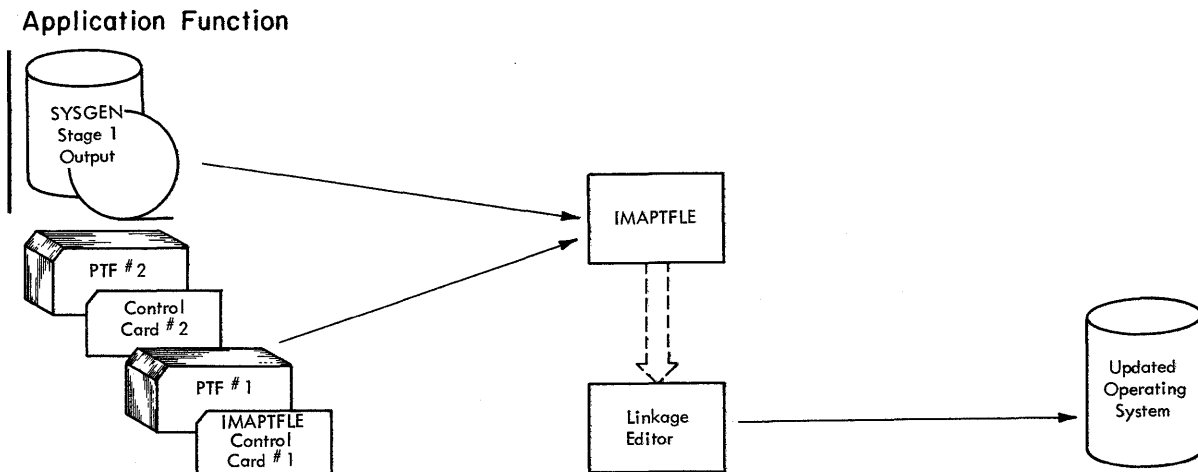 Application Function
SYSGEN
Stage 1
Output
PTF #2
Control
Card #2
PTF #1
IMAPTFLE
Control
Card #1
IMAPTFLE
Linkage
Editor
Updated
Operating
System